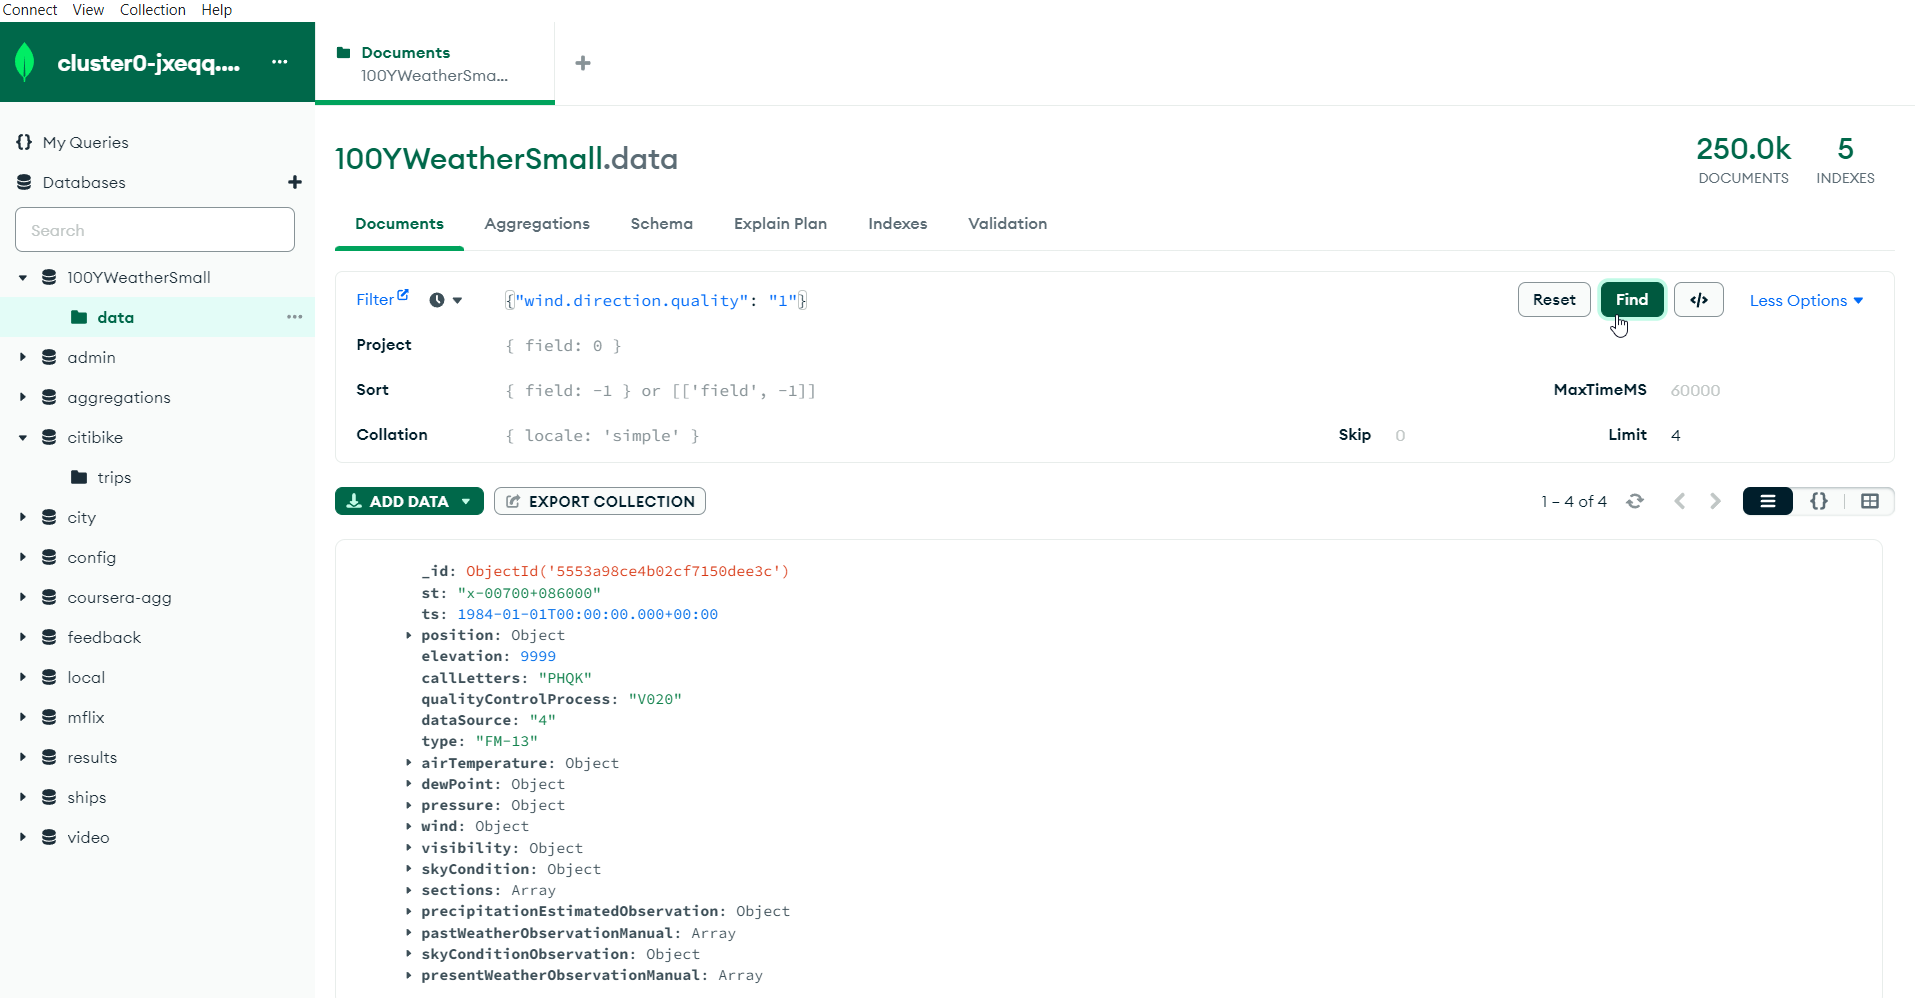 Connect View Collection Help
cluster0-jxeqq....
Documents
100YWeatherSma...
My Queries
Databases
Search
100YWeatherSmall
data
admin
aggregations
citibike
trips
city
config
coursera-agg
feedback
local
mflix
results
ships
video
100YWeatherSmall.data
250.0k
DOCUMENTS
5
INDEXES
Documents Aggregations Schema Explain Plan Indexes Validation
Filter {"wind.direction.quality": "1"} Reset Find </> Less Options
Project { field: 0 }
Sort { field: -1 } or [['field', -1]] MaxTimeMS 60000
Collation { locale: 'simple' } Skip 0 Limit 4
ADD DATA EXPORT COLLECTION 1 – 4 of 4 {}
_id: ObjectId('5553a98ce4b02cf7150dee3c')
st: "x-00700+086000"
ts: 1984-01-01T00:00:00.000+00:00
position: Object
elevation: 9999
callLetters: "PHQK"
qualityControlProcess: "V020"
dataSource: "4"
type: "FM-13"
airTemperature: Object
dewPoint: Object
pressure: Object
wind: Object
visibility: Object
skyCondition: Object
sections: Array
precipitationEstimatedObservation: Object
pastWeatherObservationManual: Array
skyConditionObservation: Object
presentWeatherObservationManual: Array